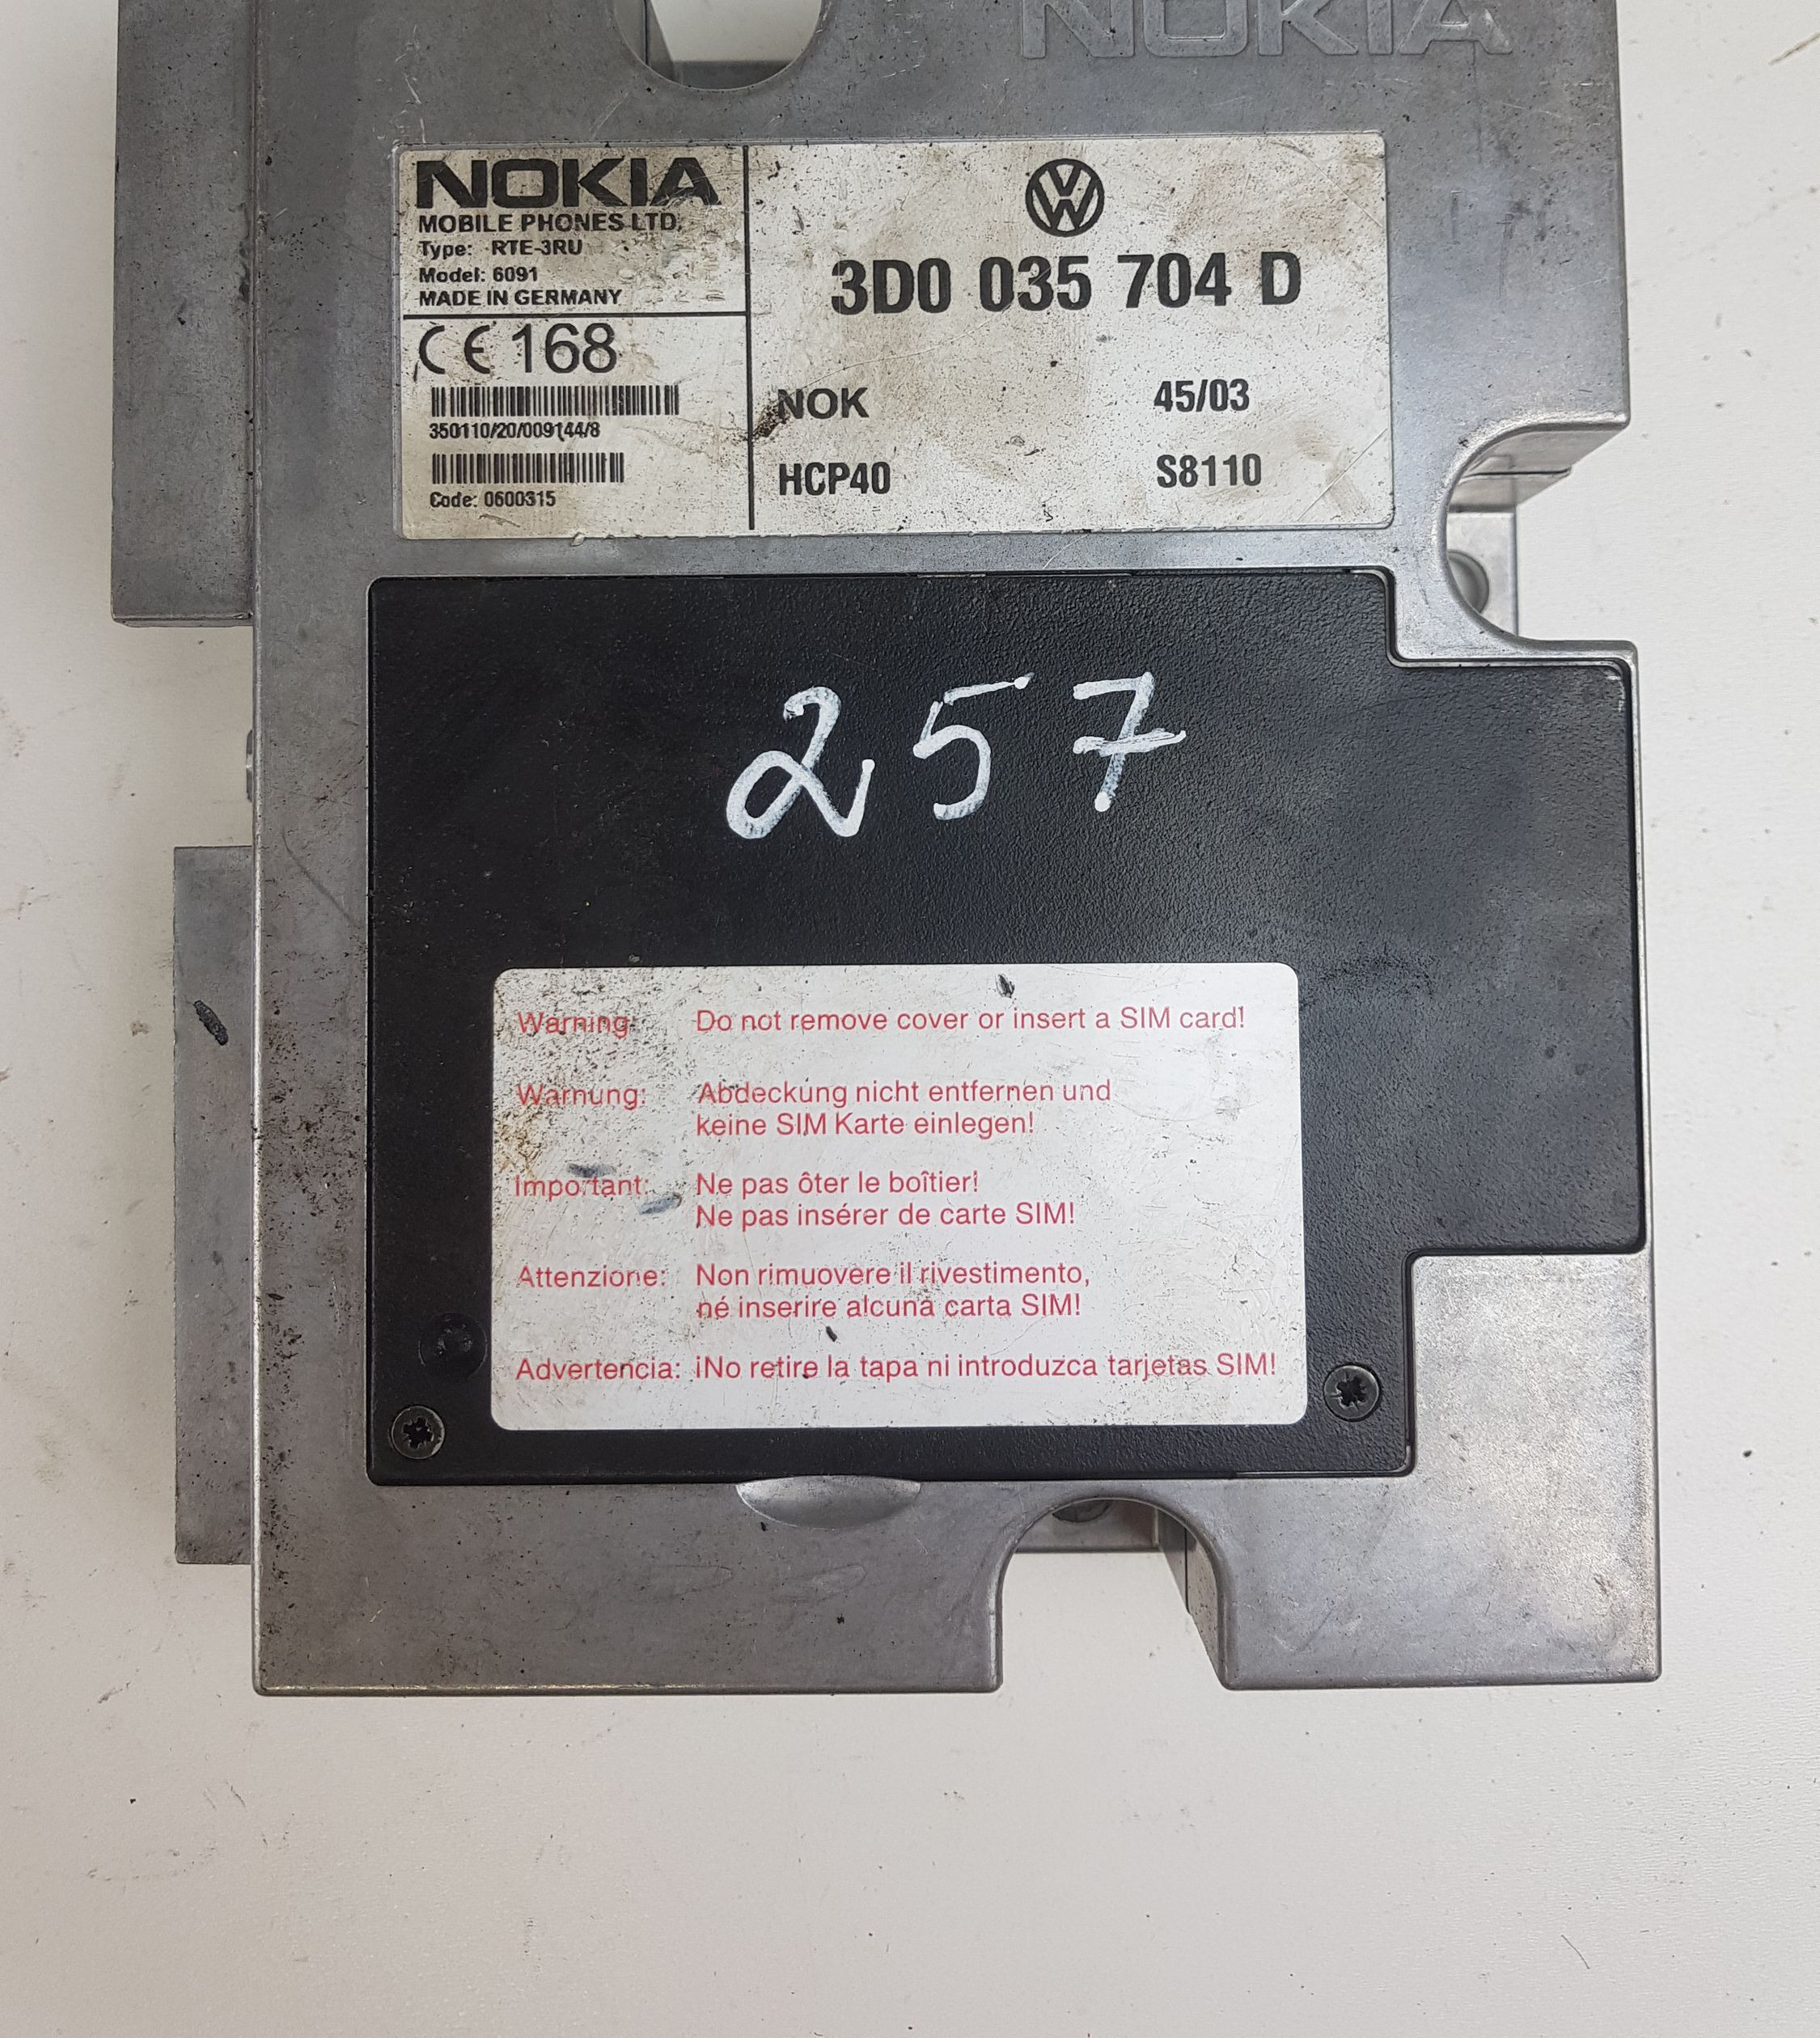 NOKIA
NOKIA
MOBILE PHONES LTD.
Type: RTE-3RU
Model: 6091
MADE IN GERMANY
CE 168
350110/20/009144/8
Code: 0600315
VW
3D0 035 704 D
NOK 45/03
HCP40 S8110
257
Warning: Do not remove cover or insert a SIM card!
Warnung: Abdeckung nicht entfernen und
keine SIM Karte einlegen!
Important: Ne pas ôter le boîtier!
Ne pas insérer de carte SIM!
Attenzione: Non rimuovere il rivestimento,
né inserire alcuna carta SIM!
Advertencia: ¡No retire la tapa ni introduzca tarjetas SIM!